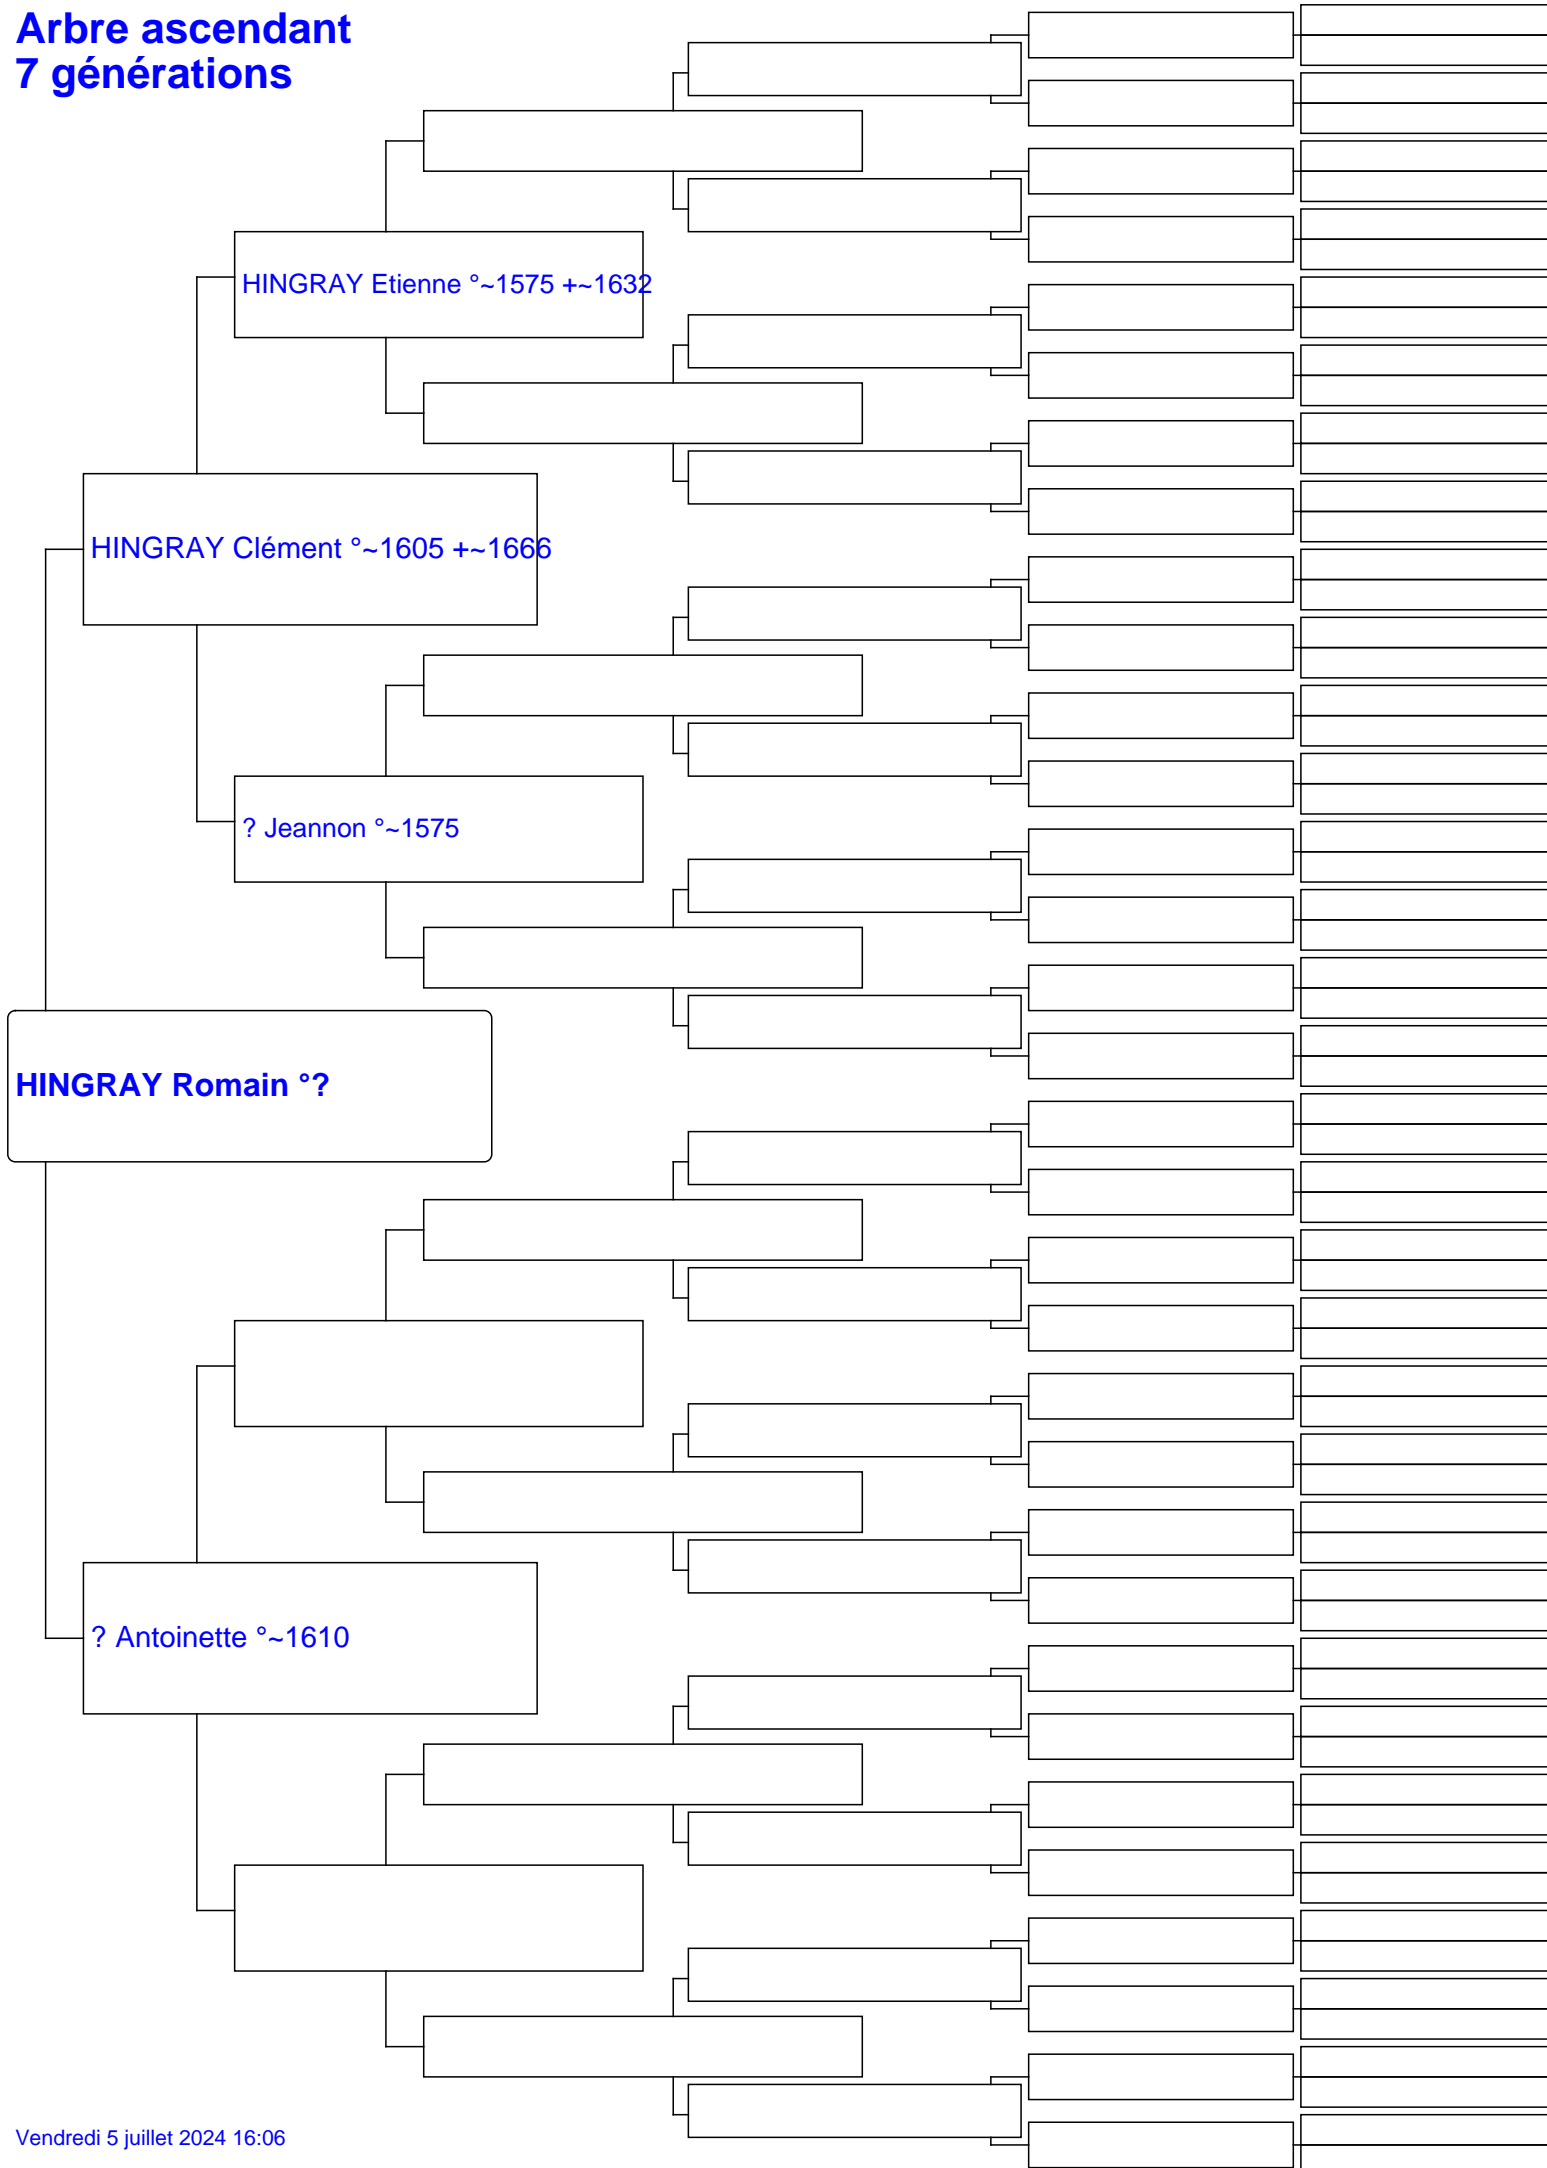 Arbre ascendant
7 générations
HINGRAY Etienne °~1575 +~1632
HINGRAY Clément °~1605 +~1666
? Jeannon °~1575
HINGRAY Romain °?
? Antoinette °~1610
Vendredi 5 juillet 2024 16:06